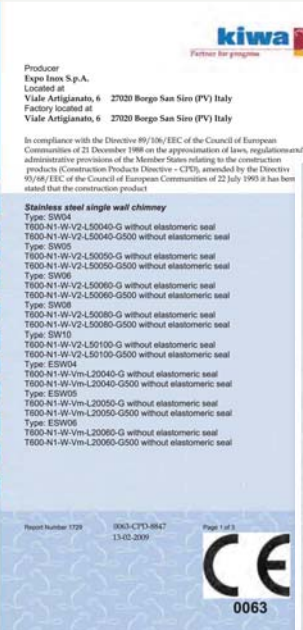 kiwa
Partner for progress
Producer
Expo Inox S.p.A.
Located at
Viale Artigianato, 6 27020 Borgo San Siro (PV) Italy
Factory located at
Viale Artigianato, 6 27020 Borgo San Siro (PV) Italy
In compliance with the Directive 89/106/EEC of the Council of European
Communities of 21 December 1988 on the approximation of laws, regulations and
administrative provisions of the Member States relating to the construction
products (Construction Products Directive - CPD), amended by the Directive
93/68/EEC of the Council of European Communities of 22 July 1993 it has been
stated that the construction product
Stainless steel single wall chimney
Type: SW04
T600-N1-W-V2-L50040-G without elastomeric seal
T600-N1-W-V2-L50040-G500 without elastomeric seal
Type: SW05
T600-N1-W-V2-L50050-G without elastomeric seal
T600-N1-W-V2-L50050-G500 without elastomeric seal
Type: SW06
T600-N1-W-V2-L50060-G without elastomeric seal
T600-N1-W-V2-L50060-G500 without elastomeric seal
Type: SW08
T600-N1-W-V2-L50080-G without elastomeric seal
T600-N1-W-V2-L50080-G500 without elastomeric seal
Type: SW10
T600-N1-W-V2-L50100-G without elastomeric seal
T600-N1-W-V2-L50100-G500 without elastomeric seal
Type: ESW04
T600-N1-W-Vm-L20040-G without elastomeric seal
T600-N1-W-Vm-L20040-G500 without elastomeric seal
Type: ESW05
T600-N1-W-Vm-L20050-G without elastomeric seal
T600-N1-W-Vm-L20050-G500 without elastomeric seal
Type: ESW06
T600-N1-W-Vm-L20060-G without elastomeric seal
T600-N1-W-Vm-L20060-G500 without elastomeric seal
Report Number 1729 0063-CPD-8847 Page 1 of 3
13-02-2009
CE
0063